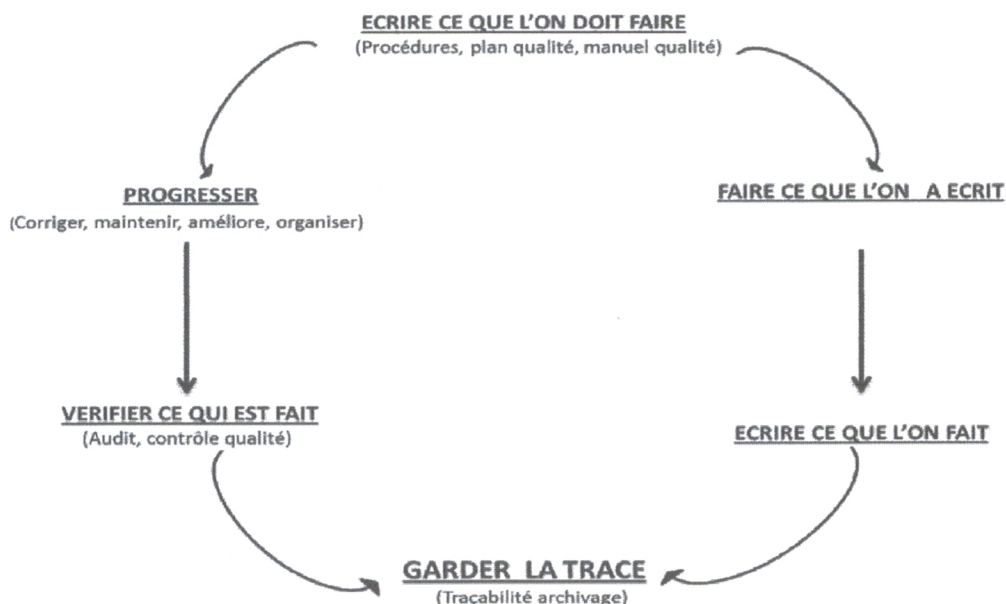 ECRIRE CE QUE L'ON DOIT FAIRE
(Procédures, plan qualité, manuel qualité)
PROGRESSER
(Corriger, maintenir, améliore, organiser)
FAIRE CE QUE L'ON A ECRIT
VERIFIER CE QUI EST FAIT
(Audit, contrôle qualité)
ECRIRE CE QUE L'ON FAIT
GARDER LA TRACE
(Traçabilité archivage)